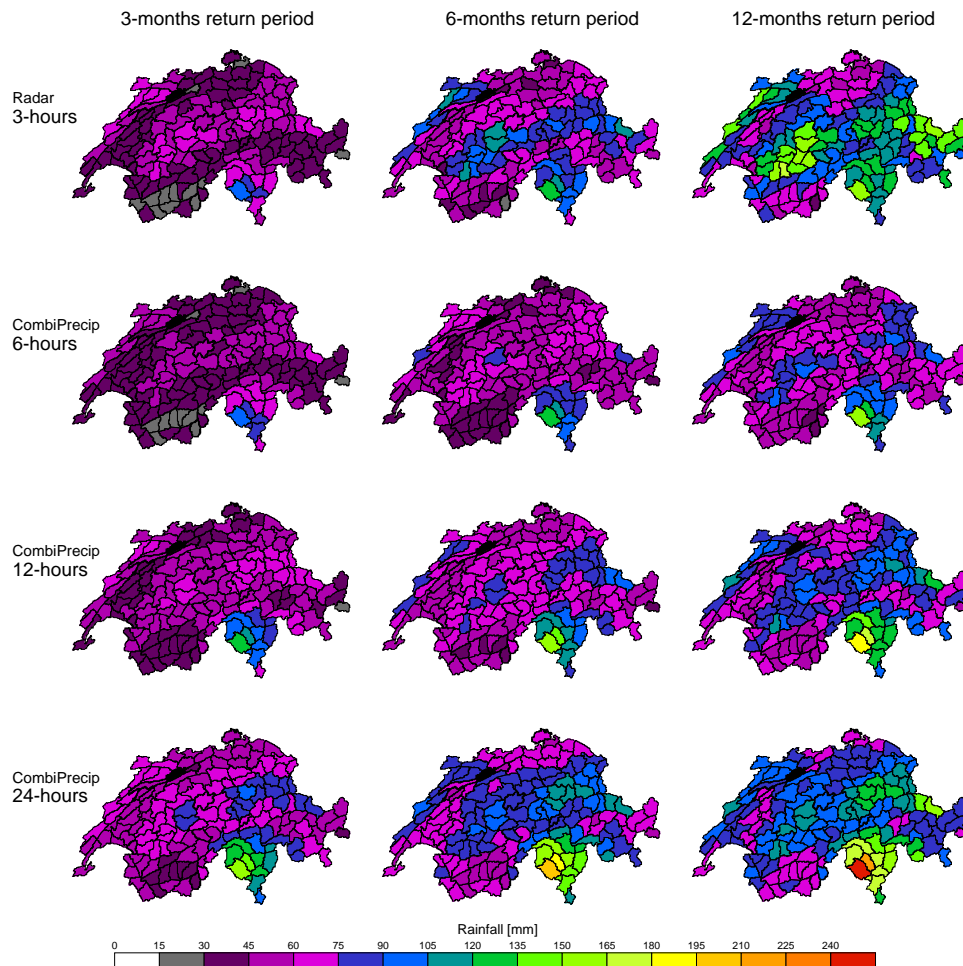 3-months return period 6-months return period 12-months return period
Radar
3-hours
CombiPrecip
6-hours
CombiPrecip
12-hours
CombiPrecip
24-hours
Rainfall [mm]
0 15 30 45 60 75 90 105 120 135 150 165 180 195 210 225 240